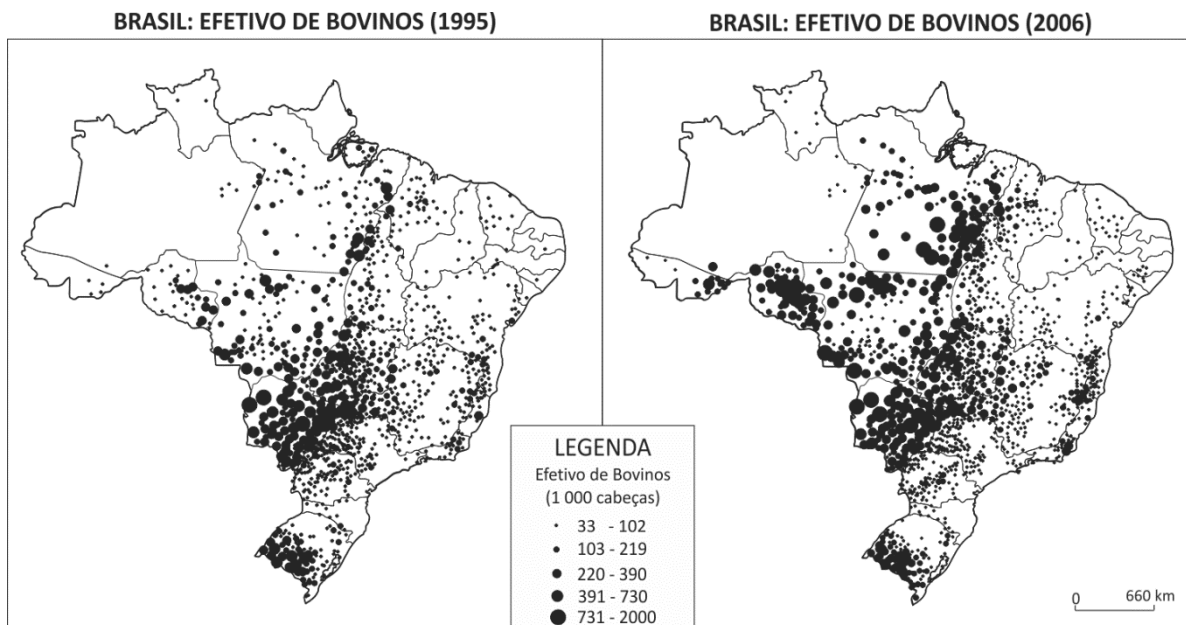 BRASIL: EFETIVO DE BOVINOS (1995)
BRASIL: EFETIVO DE BOVINOS (2006)
LEGENDA
Efetivo de Bovinos
(1 000 cabeças)
33 - 102
103 - 219
220 - 390
391 - 730
731 - 2000
0 660 km